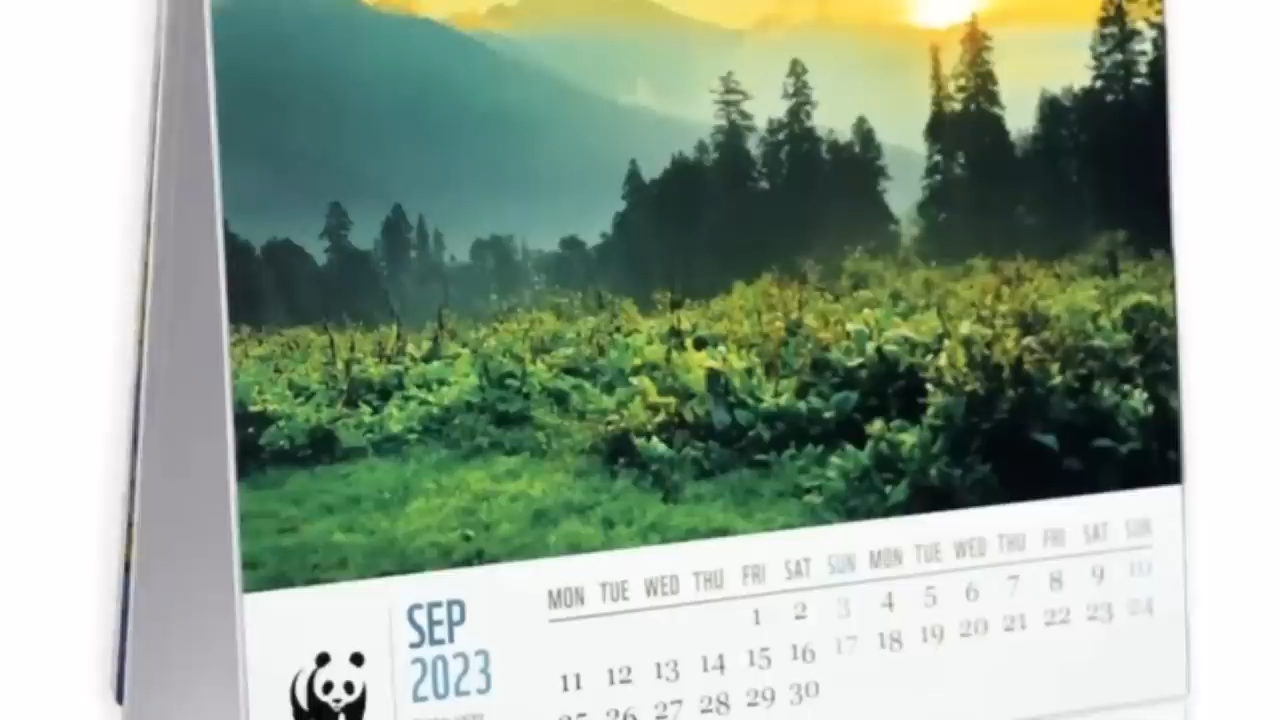 SEP
2023
MON TUE WED THU FRI SAT SUN MON TUE WED THU FRI SAT SUN
1 2 3 4 5 6 7 8 9 10
11 12 13 14 15 16 17 18 19 20 21 22 23 24
25 26 27 28 29 30